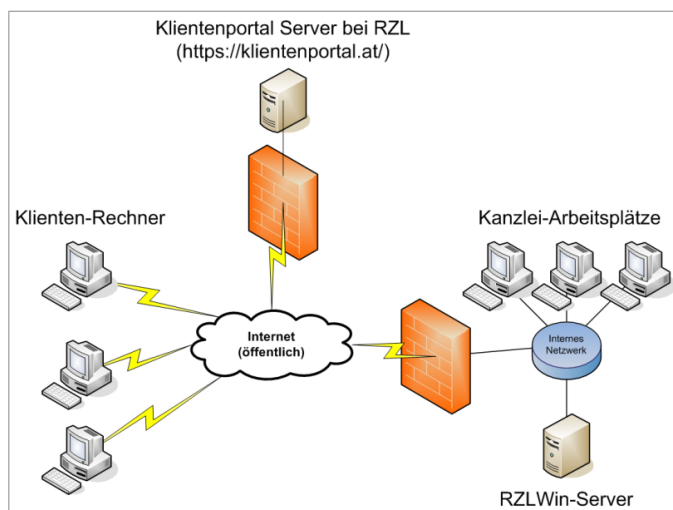 Klientenportal Server bei RZL
(https://klientenportal.at/)
Klienten-Rechner
Kanzlei-Arbeitsplätze
Internet
(öffentlich)
Internes
Netzwerk
RZLWin-Server